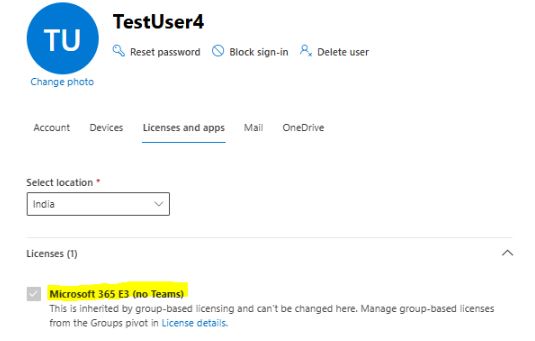 TU
TestUser4
Reset password Block sign-in Delete user
Change photo
Account Devices Licenses and apps Mail OneDrive
Select location *
India
Licenses (1)
Microsoft 365 E3 (no Teams)
This is inherited by group-based licensing and can't be changed here. Manage group-based licenses
from the Groups pivot in License details.